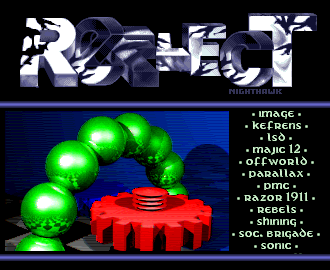 REFLECT
NIGHTHAWK
• IMAGE •
• KEFRENS •
• LSD •
• MAJIC 12 •
• OFFWORLD •
• PARALLAX •
• PMC •
• RAZOR 1911 •
• REBELS •
• SHINING •
• SOC. BRIGADE •
• SONIC •